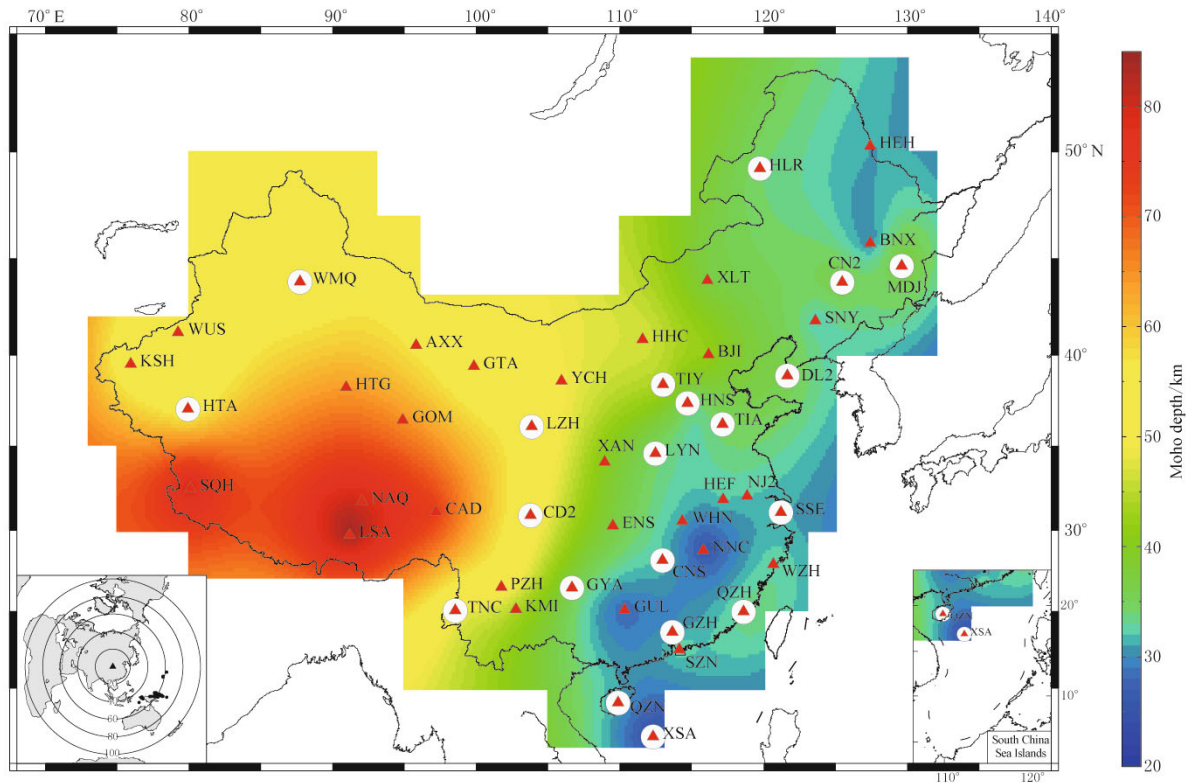 70° E 80° 90° 100° 110° 120° 130° 140°
50° N
40°
30°
20°
10°
HEH
HLR
BNX
CN2
MDJ
WMQ
XLT
SNY
WUS
AXX
HHC
BJI
KSH
GTA
YCH
TIY
DL2
HTG
HNS
HTA
GOM
LZH
TIA
XAN
LYN
SQH
NAQ
CAD
HEF
NJ2
CD2
SSE
ENS
WHN
LSA
NNC
CNS
WZH
PZH
GYA
QZH
TNC
KMI
GUL
GZH
SZN
QZN
XSA
60
80
100
QZN
XSA
South China
Sea Islands
110° 120°
80
70
60
50
40
30
20
Moho depth/km